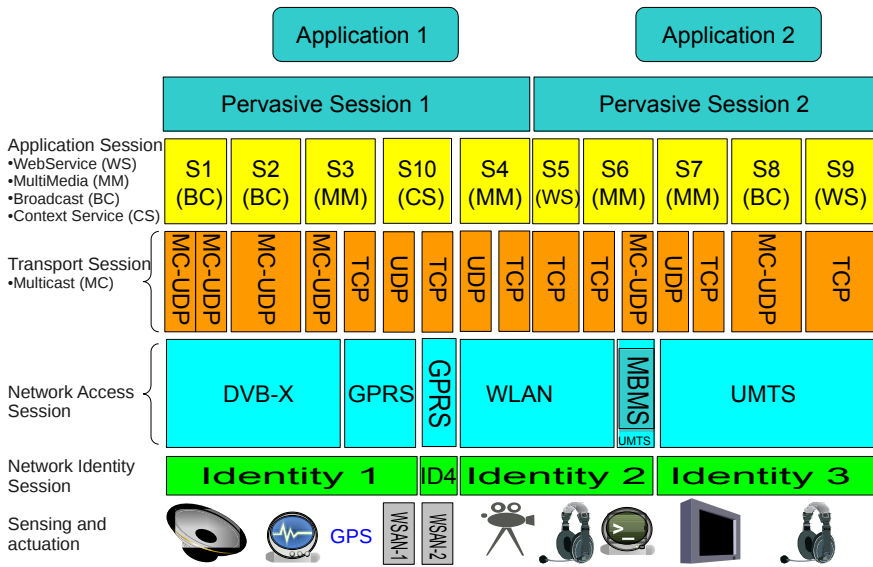 Application 1
Application 2
Pervasive Session 1
Pervasive Session 2
Application Session
•WebService (WS)
•MultiMedia (MM)
•Broadcast (BC)
•Context Service (CS)
S1
(BC)
S2
(BC)
S3
(MM)
S10
(CS)
S4
(MM)
S5
(WS)
S6
(MM)
S7
(MM)
S8
(BC)
S9
(WS)
Transport Session
•Multicast (MC)
MC-UDP
MC-UDP
MC-UDP
MC-UDP
TCP
UDP
TCP
UDP
TCP
TCP
TCP
MC-UDP
UDP
TCP
MC-UDP
TCP
Network Access
Session
DVB-X
GPRS
GPRS
WLAN
MBMS
UMTS
UMTS
Network Identity
Session
Identity 1
ID4
Identity 2
Identity 3
Sensing and
actuation
GPS
WSAN-1
WSAN-2
>_